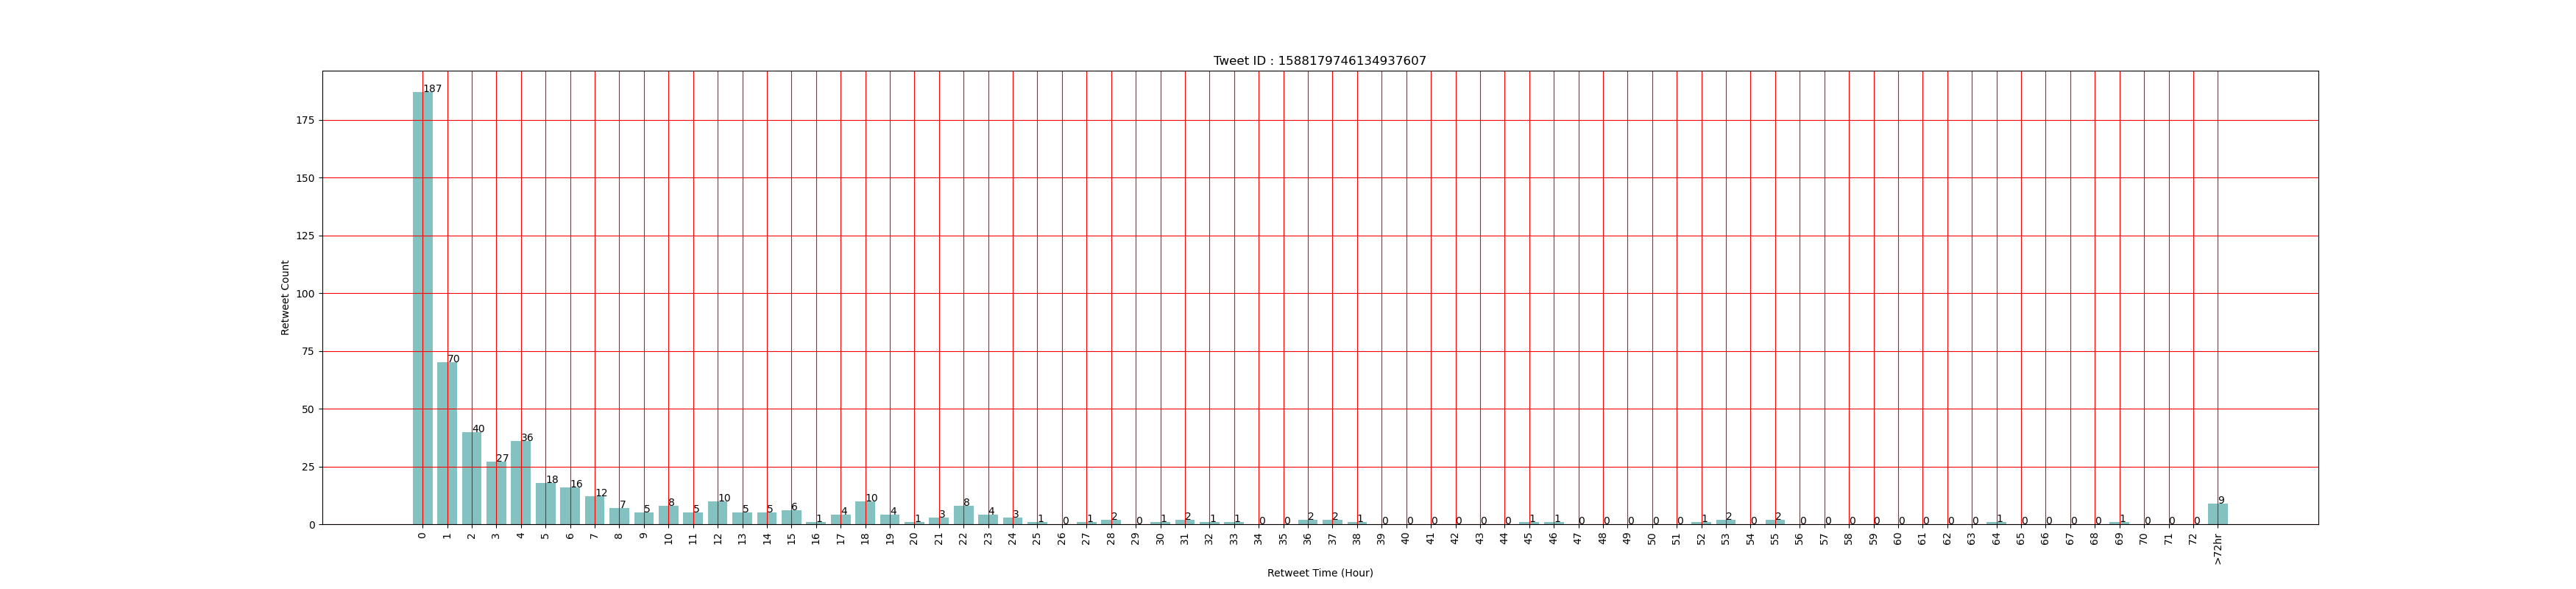 Tweet ID : 1588179746134937607
Retweet Count
175
150
125
100
75
50
25
0
187 70 40 27 36 18 16 12 7 5 8 5 10 5 5 6 1 4 10 4 1 3 8 4 3 1 0 1 2 0 1 2 1 1 0 0 2 2 1 0 0 0 0 0 0 1 1 0 0 0 0 0 1 2 0 2 0 0 0 0 0 0 0 0 1 0 0 0 0 1 0 0 0 9
0 1 2 3 4 5 6 7 8 9 10 11 12 13 14 15 16 17 18 19 20 21 22 23 24 25 26 27 28 29 30 31 32 33 34 35 36 37 38 39 40 41 42 43 44 45 46 47 48 49 50 51 52 53 54 55 56 57 58 59 60 61 62 63 64 65 66 67 68 69 70 71 72 >72hr
Retweet Time (Hour)